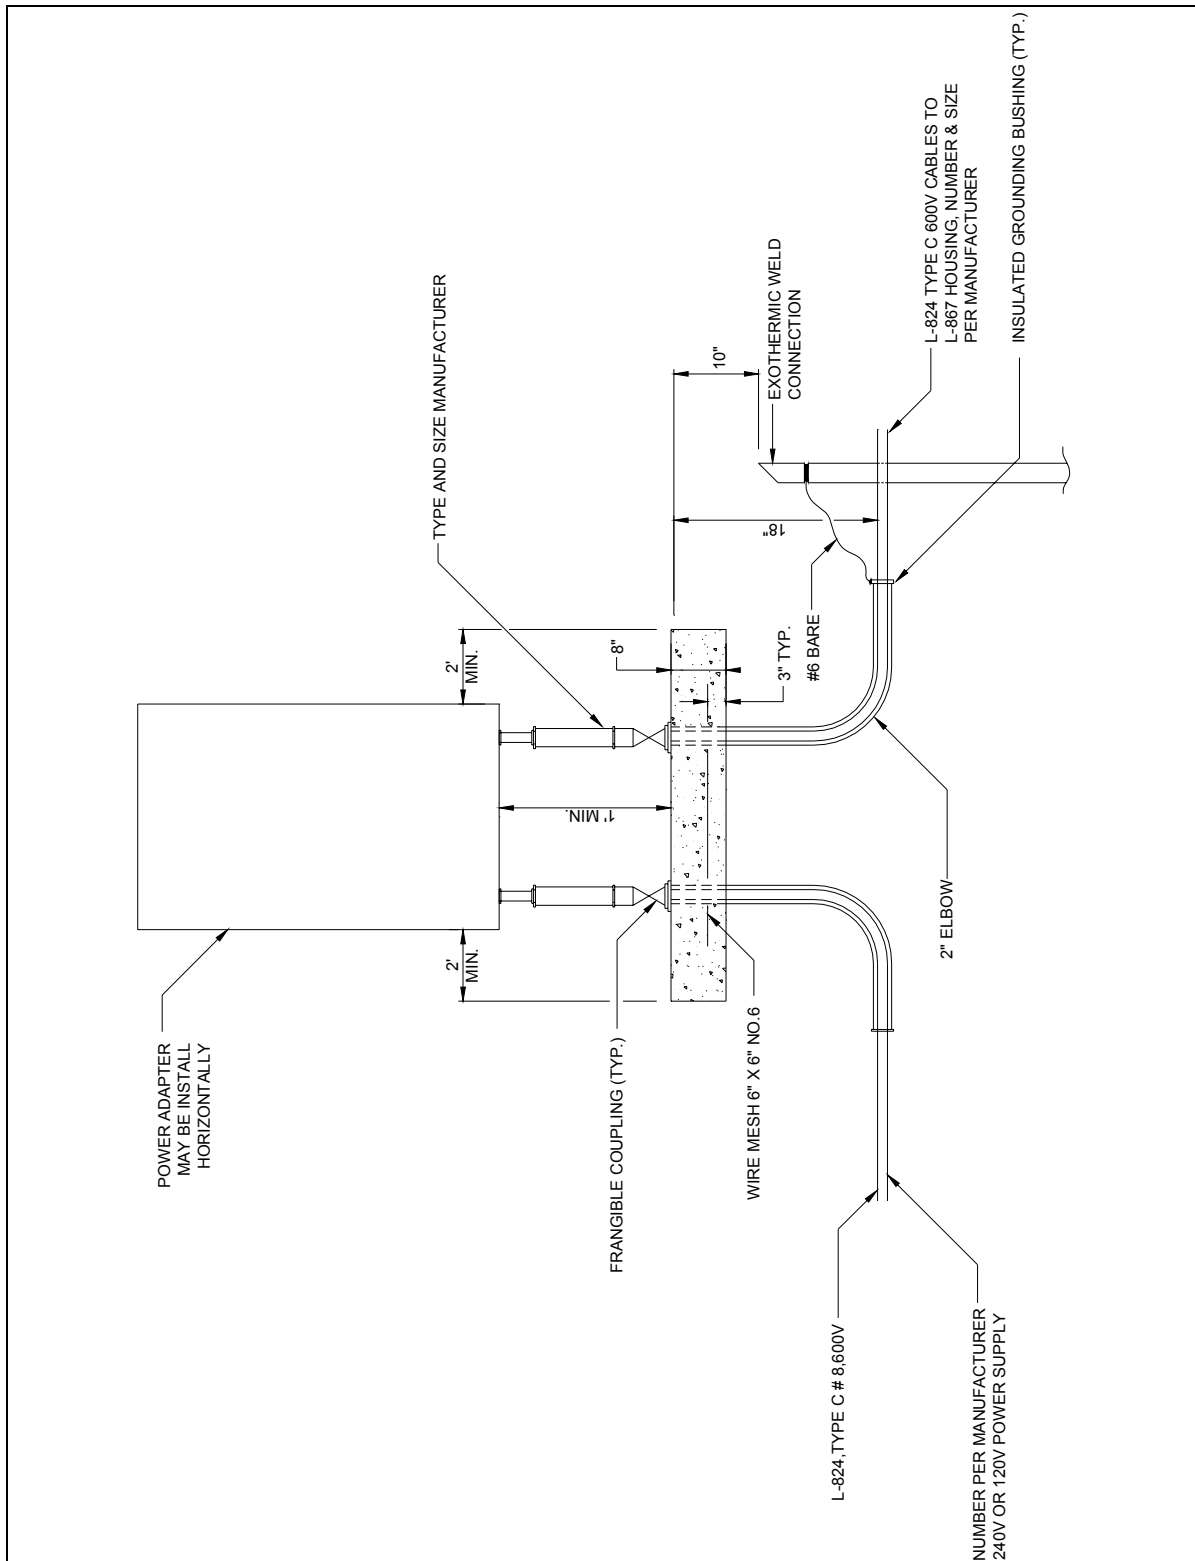 POWER ADAPTER
MAY BE INSTALL
HORIZONTALLY
2'
MIN.
2'
MIN.
TYPE AND SIZE MANUFACTURER
1' MIN.
FRANGIBLE COUPLING (TYP.)
8"
10"
18"
3" TYP.
#6 BARE
EXOTHERMIC WELD
CONNECTION
WIRE MESH 6" X 6" NO.6
L-824,TYPE C # 8,600V
NUMBER PER MANUFACTURER
240V OR 120V POWER SUPPLY
2" ELBOW
L-824 TYPE C 600V CABLES TO
L-867 HOUSING, NUMBER & SIZE
PER MANUFACTURER
INSULATED GROUNDING BUSHING (TYP.)